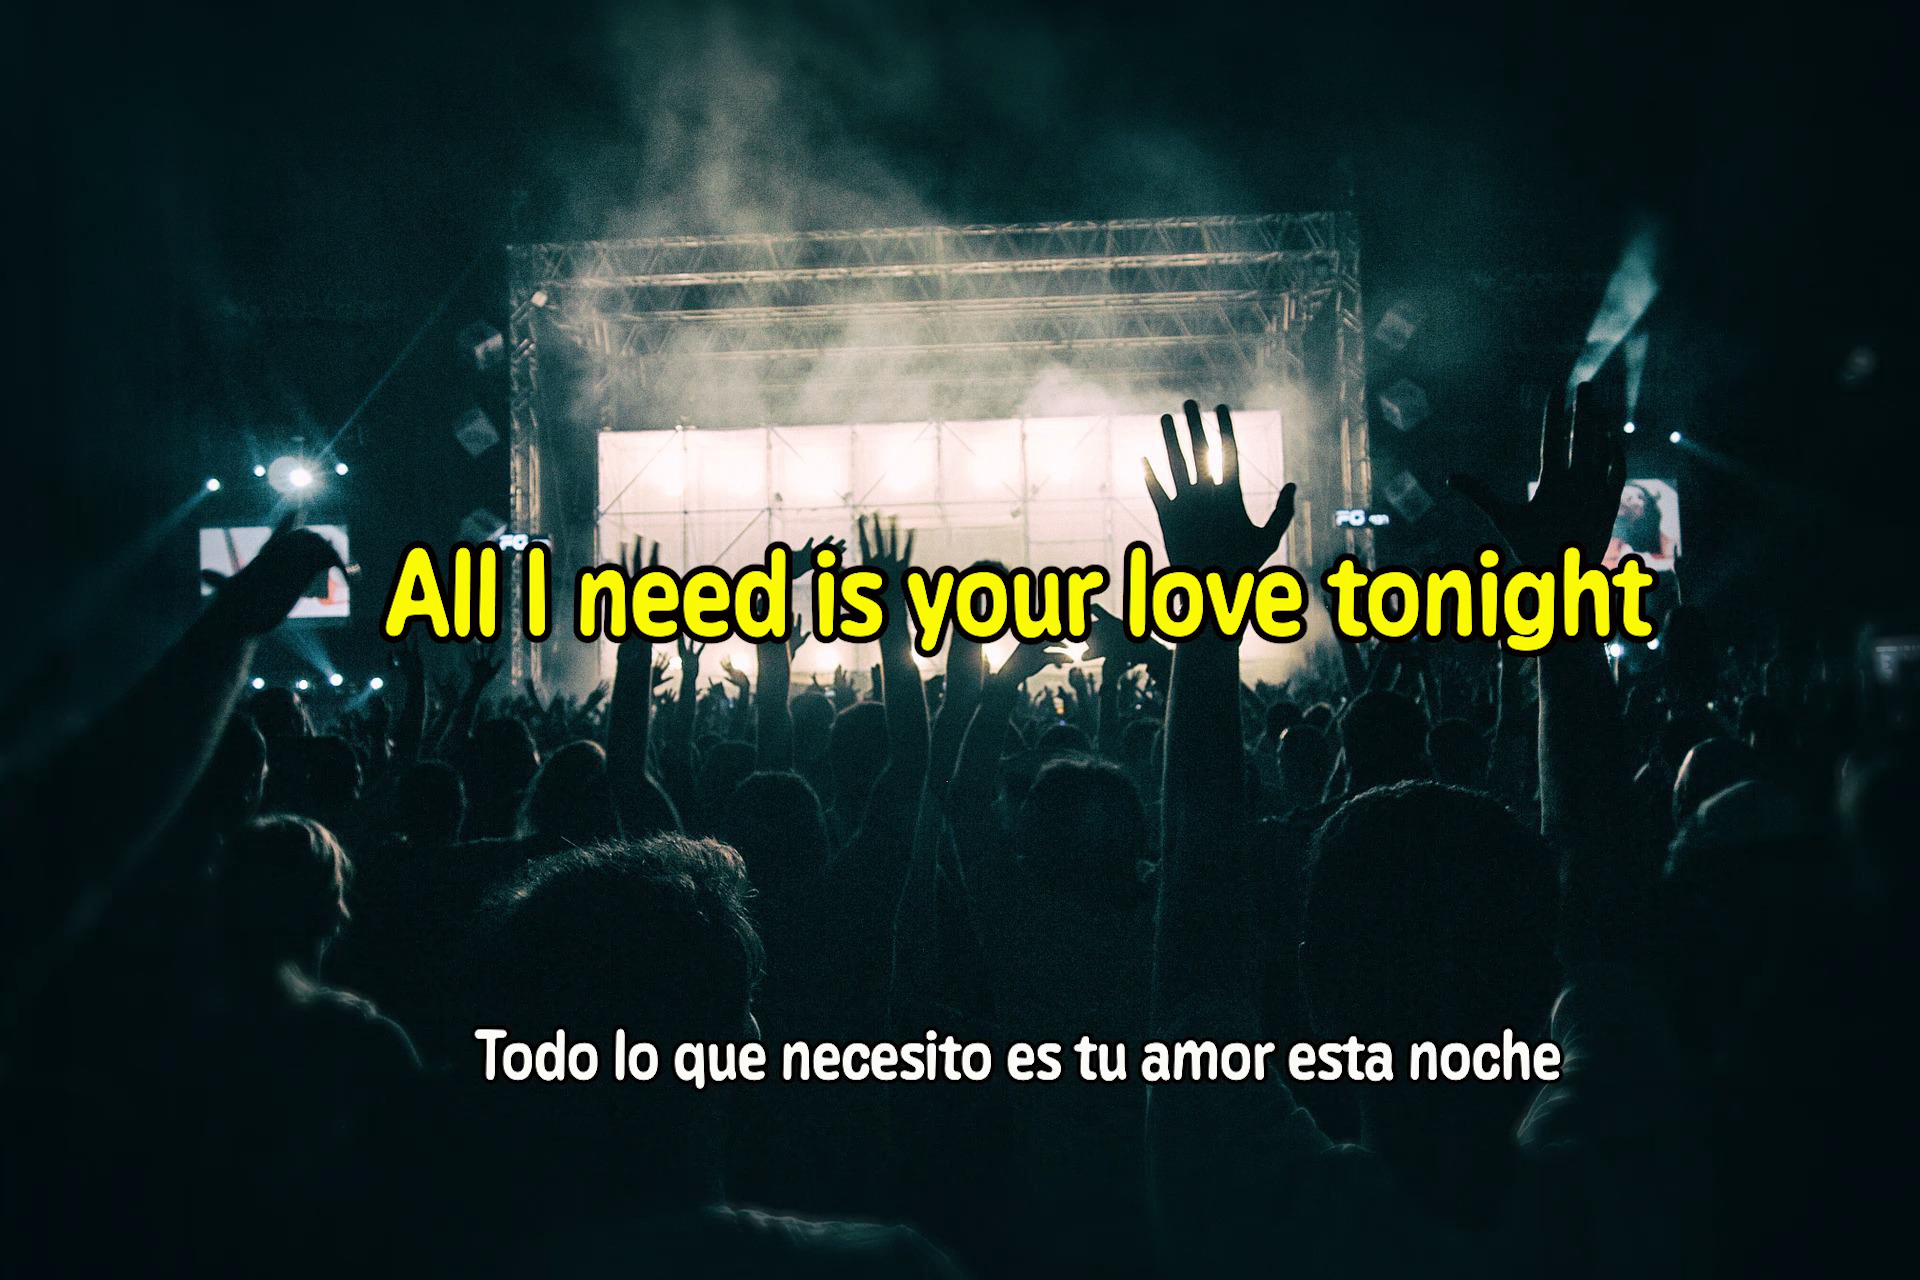 All I need is your love tonight
Todo lo que necesito es tu amor esta noche